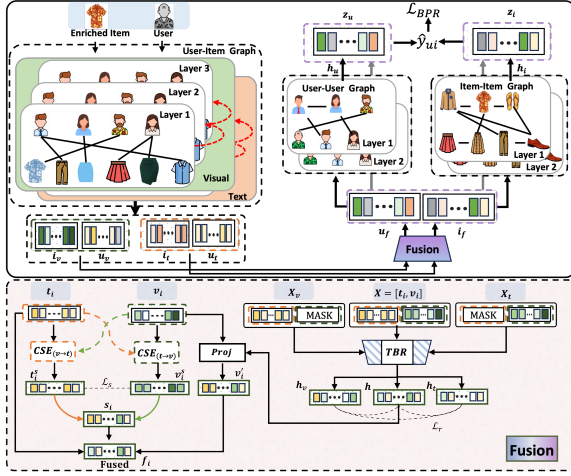 Enriched Item
User
User-Item Graph
Layer 3
Layer 2
Layer 1
Visual
Text
i_v
u_v
i_t
u_t
z_u
ℒ_BPR
ŷ_ui
z_i
h_u
h_i
User-User Graph
Layer 1
Layer 2
Item-Item Graph
Layer 1
Layer 2
u_f
i_f
Fusion
t_i
v_i
X_v
X = [t_i, v_i]
X_t
MASK
MASK
CSE_(v→t)
CSE_(t→v)
Proj
TBR
t_i^s
ℒ_s
v_i^s
v_i'
h_v
h
h_t
s_i
ℒ_r
Fused
f_i
Fusion